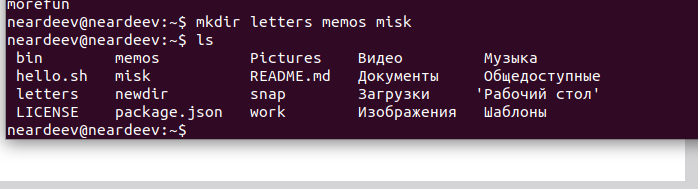 morefun
neardeev@neardeev:~$ mkdir letters memos misk
neardeev@neardeev:~$ ls
bin memos Pictures Видео Музыка
hello.sh misk README.md Документы Общедоступные
letters newdir snap Загрузки 'Рабочий стол'
LICENSE package.json work Изображения Шаблоны
neardeev@neardeev:~$